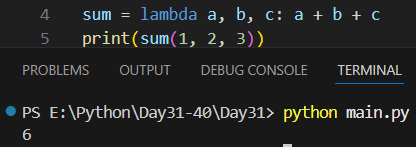 4 sum = lambda a, b, c: a + b + c
5 print(sum(1, 2, 3))
PROBLEMS OUTPUT DEBUG CONSOLE TERMINAL
PS E:\Python\Day31-40\Day31> python main.py
6